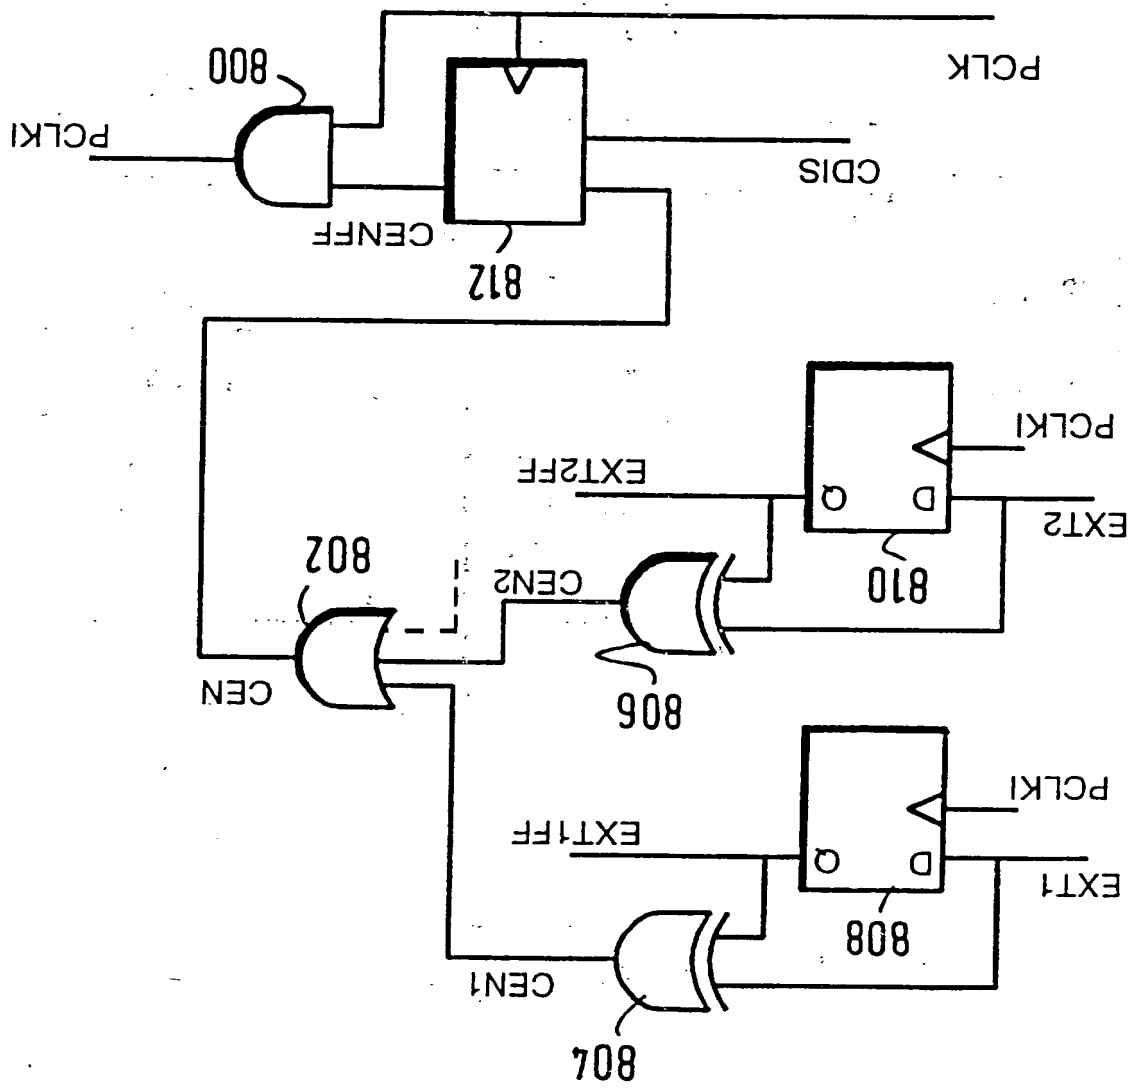 804
CEN1
EXT1
D
Q
808
EXT1FF
PCLKI
806
CEN
CEN2
802
810
EXT2
D
Q
EXT2FF
PCLKI
812
CENFF
CDIS
PCLKI
800
PCLK